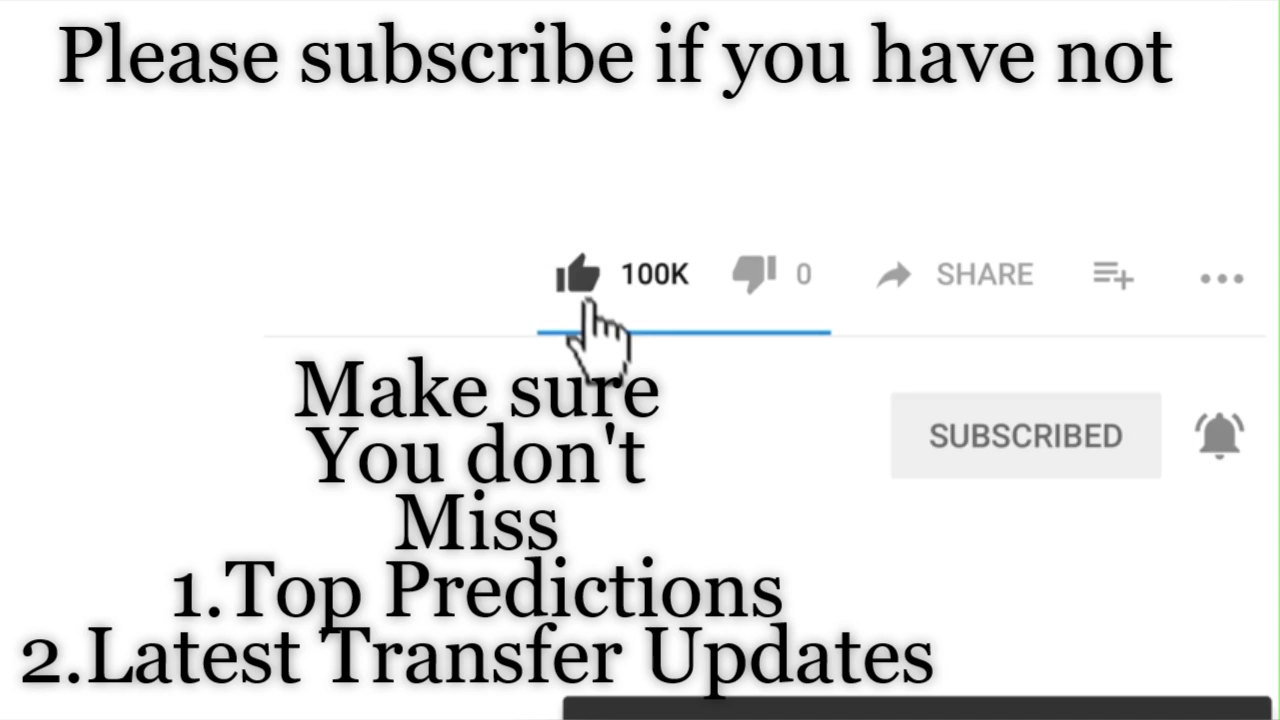 Please subscribe if you have not
100K 0 SHARE
Make sure
You don't
SUBSCRIBED
Miss
1.Top Predictions
2.Latest Transfer Updates